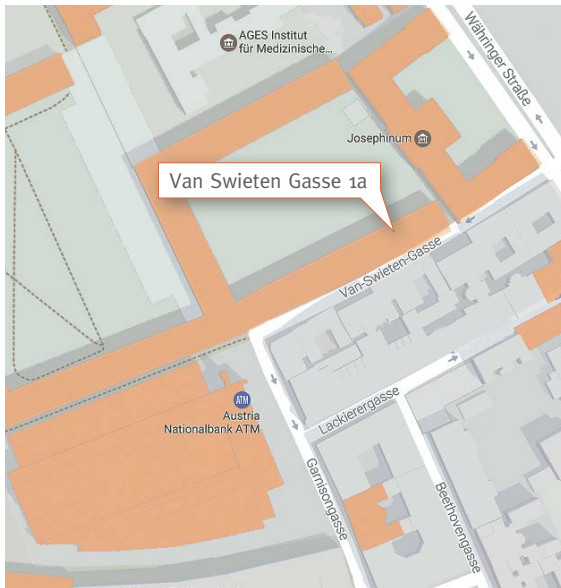 AGES Institut
für Medizinische...
Währinger Straße
Josephinum
Van Swieten Gasse 1a
Van-Swieten-Gasse
ATM
Austria
Nationalbank ATM
Lackierergasse
Garnisongasse
Beethovengasse